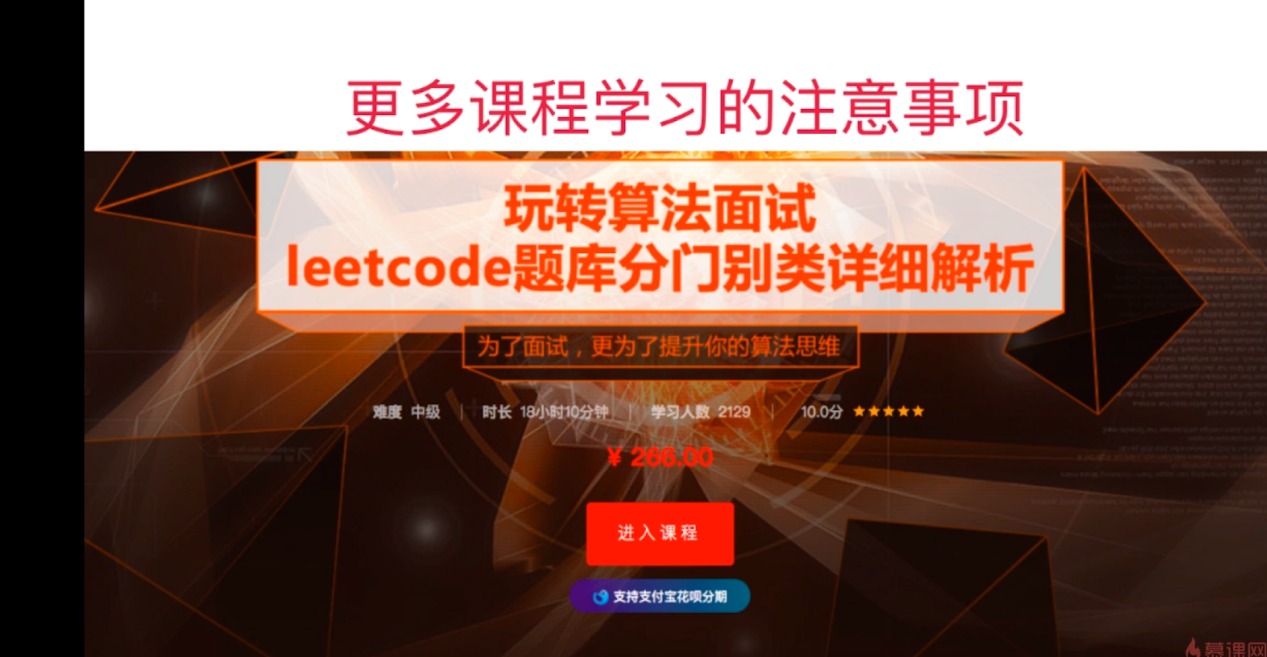 更多课程学习的注意事项
玩转算法面试
leetcode题库分门别类详细解析
为了面试，更为了提升你的算法思维
难度 中级 | 时长 18小时10分钟 | 学习人数 2129 | 10.0分 ★★★★★
¥ 266.00
进入课程
支持支付宝花呗分期
慕课网